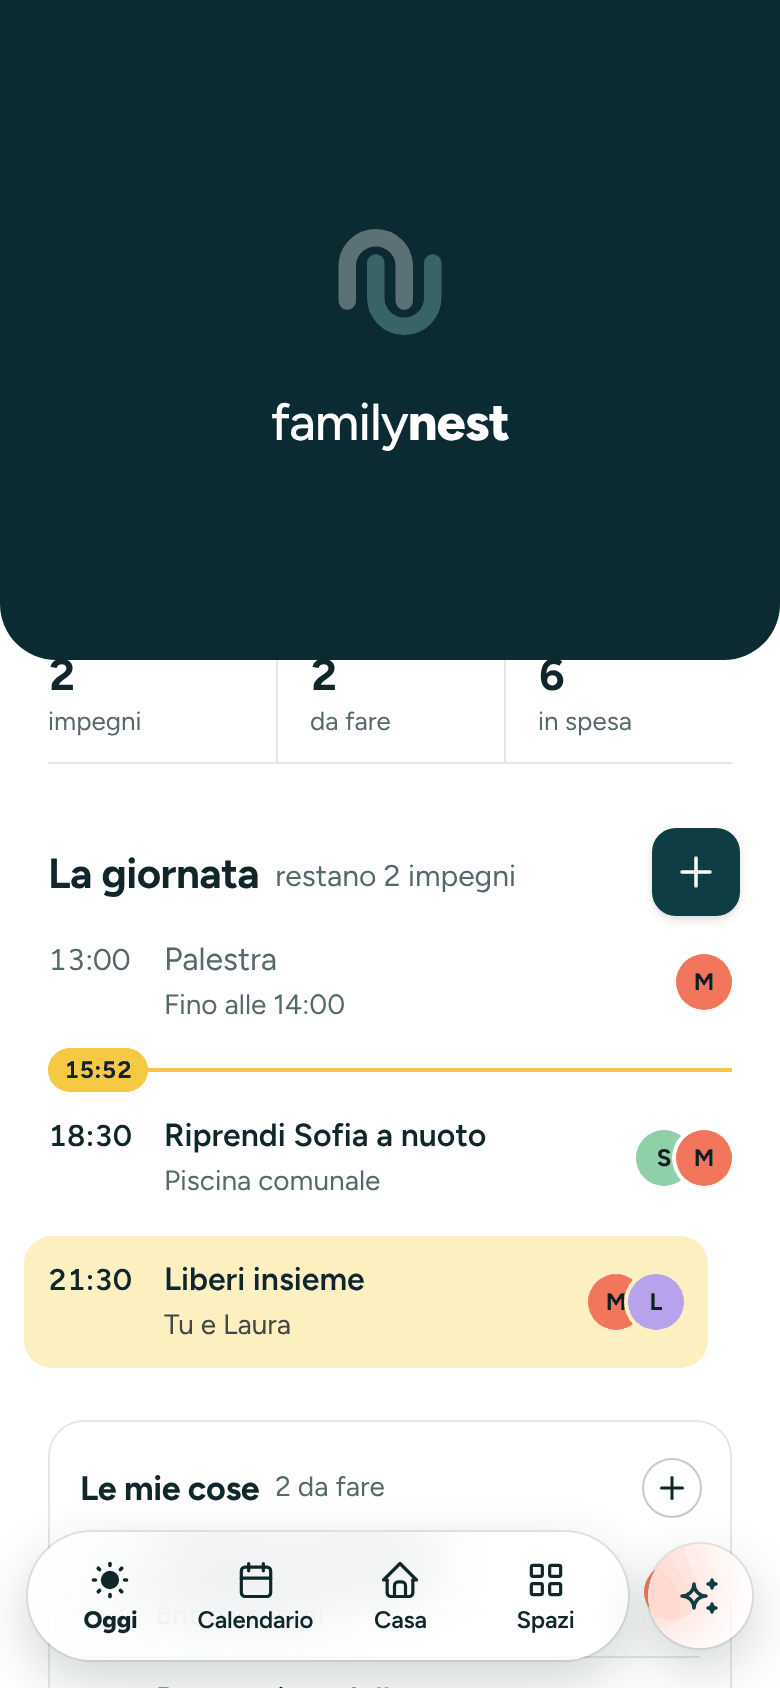 familynest
2 2 6
impegni da fare in spesa
La giornata restano 2 impegni
13:00 Palestra M
Fino alle 14:00
15:52
18:30 Riprendi Sofia a nuoto S M
Piscina comunale
21:30 Liberi insieme M L
Tu e Laura
Le mie cose 2 da fare
Oggi Calendario Casa Spazi